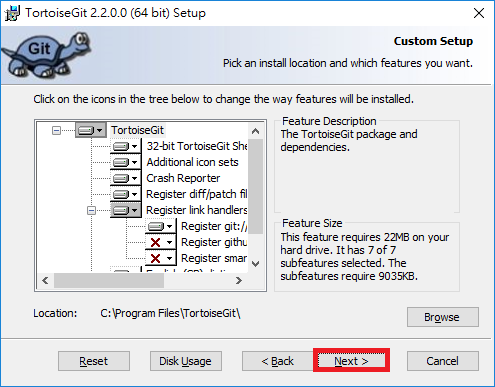 TortoiseGit 2.2.0.0 (64 bit) Setup
Git
Custom Setup
Pick an install location and which features you want.
Click on the icons in the tree below to change the way features will be installed.
TortoiseGit
32-bit TortoiseGit She
Additional icon sets
Crash Reporter
Register diff/patch fil
Register link handlers
Register git://
Register githu
Register smar
Feature Description
The TortoiseGit package and
dependencies.
Feature Size
This feature requires 22MB on your
hard drive. It has 7 of 7
subfeatures selected. The
subfeatures require 9035KB.
Location: C:\Program Files\TortoiseGit\
Browse
Reset Disk Usage < Back Next > Cancel